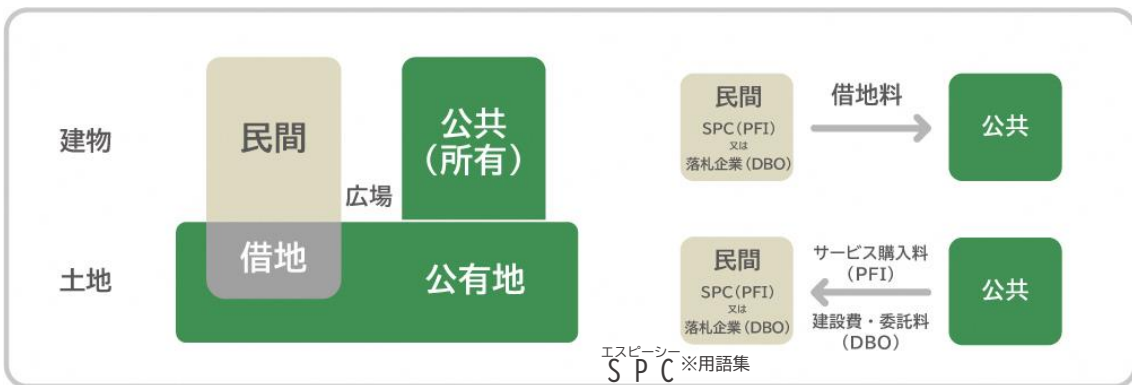 建物
民間
公共
(所有)
広場
土地
借地
公有地
民間
SPC(PFI)
又は
落札企業(DBO)
借地料
公共
民間
SPC(PFI)
又は
落札企業(DBO)
サービス購入料
(PFI)
建設費・委託料
(DBO)
公共
エスピーシー
SPC※用語集